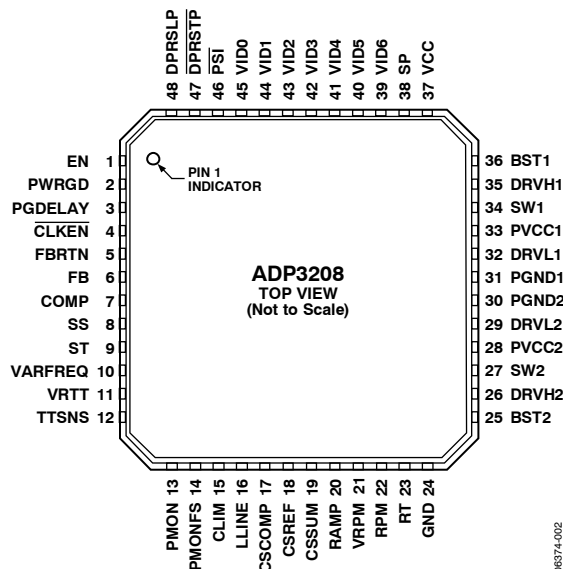 48 DPRSLP
47 DPRSTP
46 PSI
45 VID0
44 VID1
43 VID2
42 VID3
41 VID4
40 VID5
39 VID6
38 SP
37 VCC
EN 1
PWRGD 2
PGDELAY 3
CLKEN 4
FBRTN 5
FB 6
COMP 7
SS 8
ST 9
VARFREQ 10
VRTT 11
TTSNS 12
PIN 1
INDICATOR
ADP3208
TOP VIEW
(Not to Scale)
36 BST1
35 DRVH1
34 SW1
33 PVCC1
32 DRVL1
31 PGND1
30 PGND2
29 DRVL2
28 PVCC2
27 SW2
26 DRVH2
25 BST2
PMON 13
PMONFS 14
CLIM 15
LLINE 16
CSCOMP 17
CSREF 18
CSSUM 19
RAMP 20
VRPM 21
RPM 22
RT 23
GND 24
06374-002